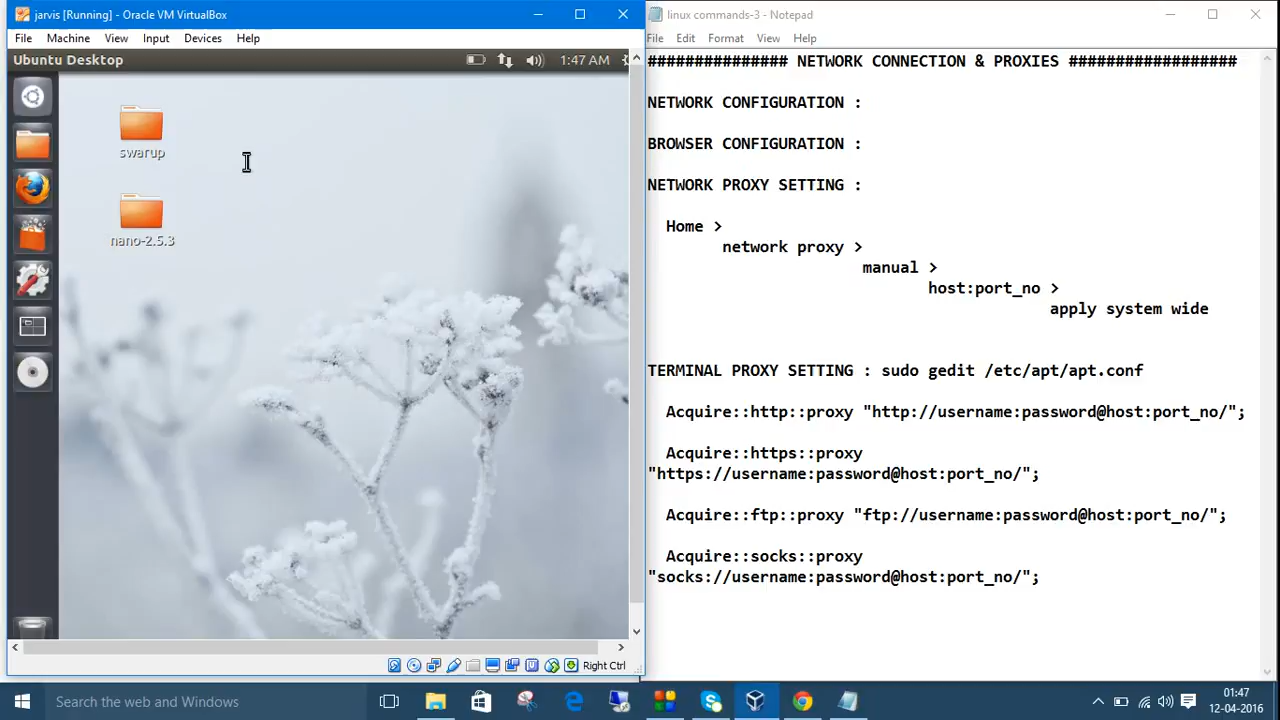 jarvis [Running] - Oracle VM VirtualBox
File Machine View Input Devices Help
Ubuntu Desktop 1:47 AM
swarup
nano-2.5.3
Right Ctrl
linux commands-3 - Notepad
File Edit Format View Help
############### NETWORK CONNECTION & PROXIES ##################
NETWORK CONFIGURATION :
BROWSER CONFIGURATION :
NETWORK PROXY SETTING :
Home >
network proxy >
manual >
host:port_no >
apply system wide
TERMINAL PROXY SETTING : sudo gedit /etc/apt/apt.conf
Acquire::http::proxy "http://username:password@host:port_no/";
Acquire::https::proxy
"https://username:password@host:port_no/";
Acquire::ftp::proxy "ftp://username:password@host:port_no/";
Acquire::socks::proxy
"socks://username:password@host:port_no/";
Search the web and Windows
01:47
12-04-2016